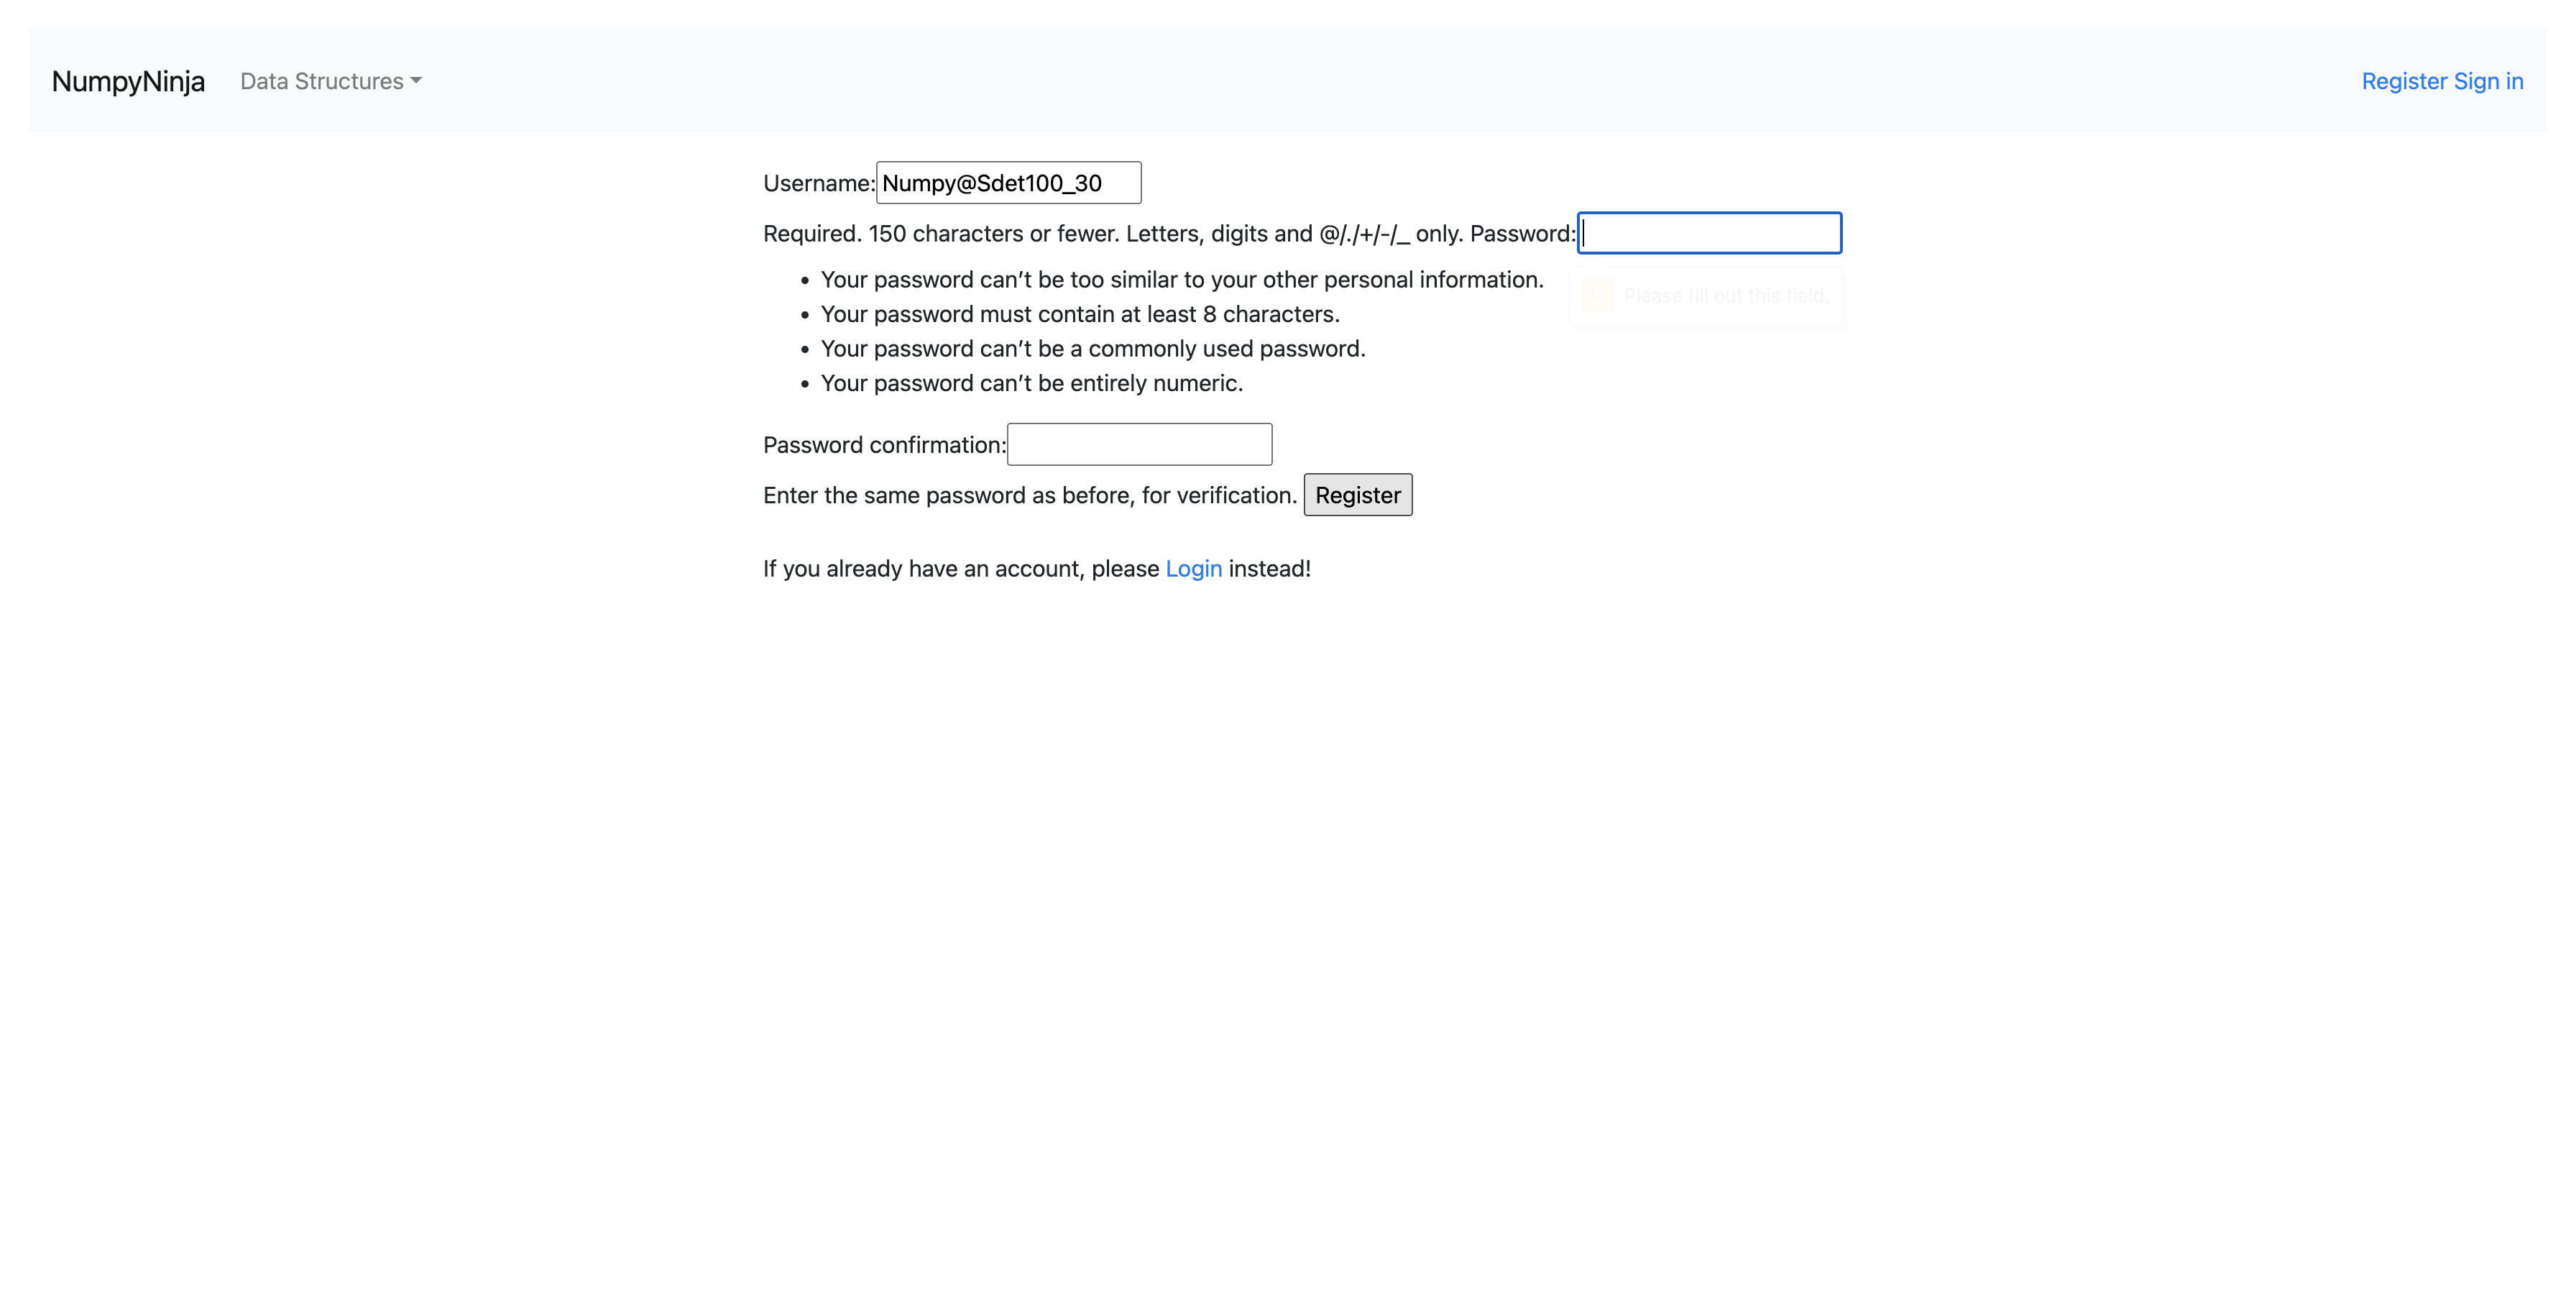 NumpyNinja Data Structures Register Sign in
Username: Numpy@Sdet100_30
Required. 150 characters or fewer. Letters, digits and @/./+/-/_ only. Password:
• Your password can’t be too similar to your other personal information.
Please fill out this field.
• Your password must contain at least 8 characters.
• Your password can’t be a commonly used password.
• Your password can’t be entirely numeric.
Password confirmation:
Enter the same password as before, for verification. Register
If you already have an account, please Login instead!